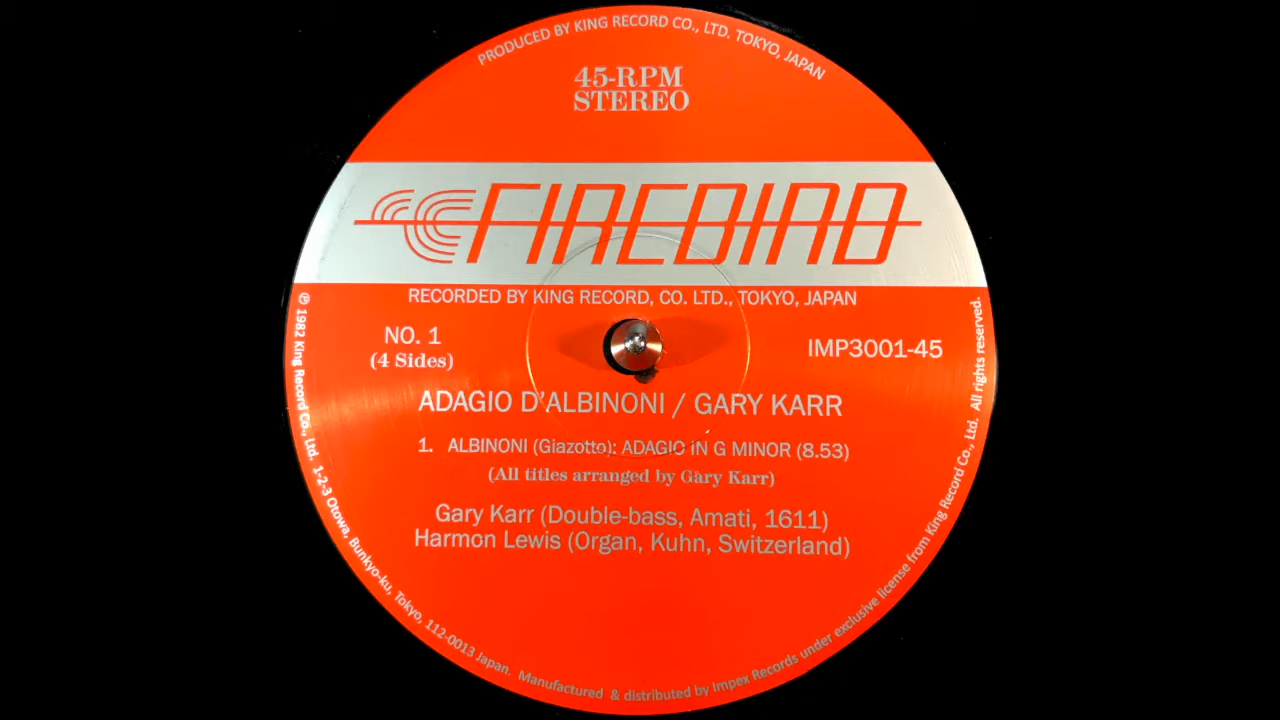 PRODUCED BY KING RECORD CO., LTD. TOKYO, JAPAN
45-RPM
STEREO
FIREBIRD
RECORDED BY KING RECORD, CO. LTD., TOKYO, JAPAN
NO. 1
(4 Sides)
IMP3001-45
ADAGIO D'ALBINONI / GARY KARR
1. ALBINONI (Giazotto): ADAGIO IN G MINOR (8.53)
(All titles arranged by Gary Karr)
Gary Karr (Double-bass, Amati, 1611)
Harmon Lewis (Organ, Kuhn, Switzerland)
℗ 1982 King Record Co., Ltd. 1-2-3 Otowa, Bunkyo-ku, Tokyo, 112-0013 Japan. Manufactured & distributed by Impex Records under exclusive license from King Record Co., Ltd. All rights reserved.